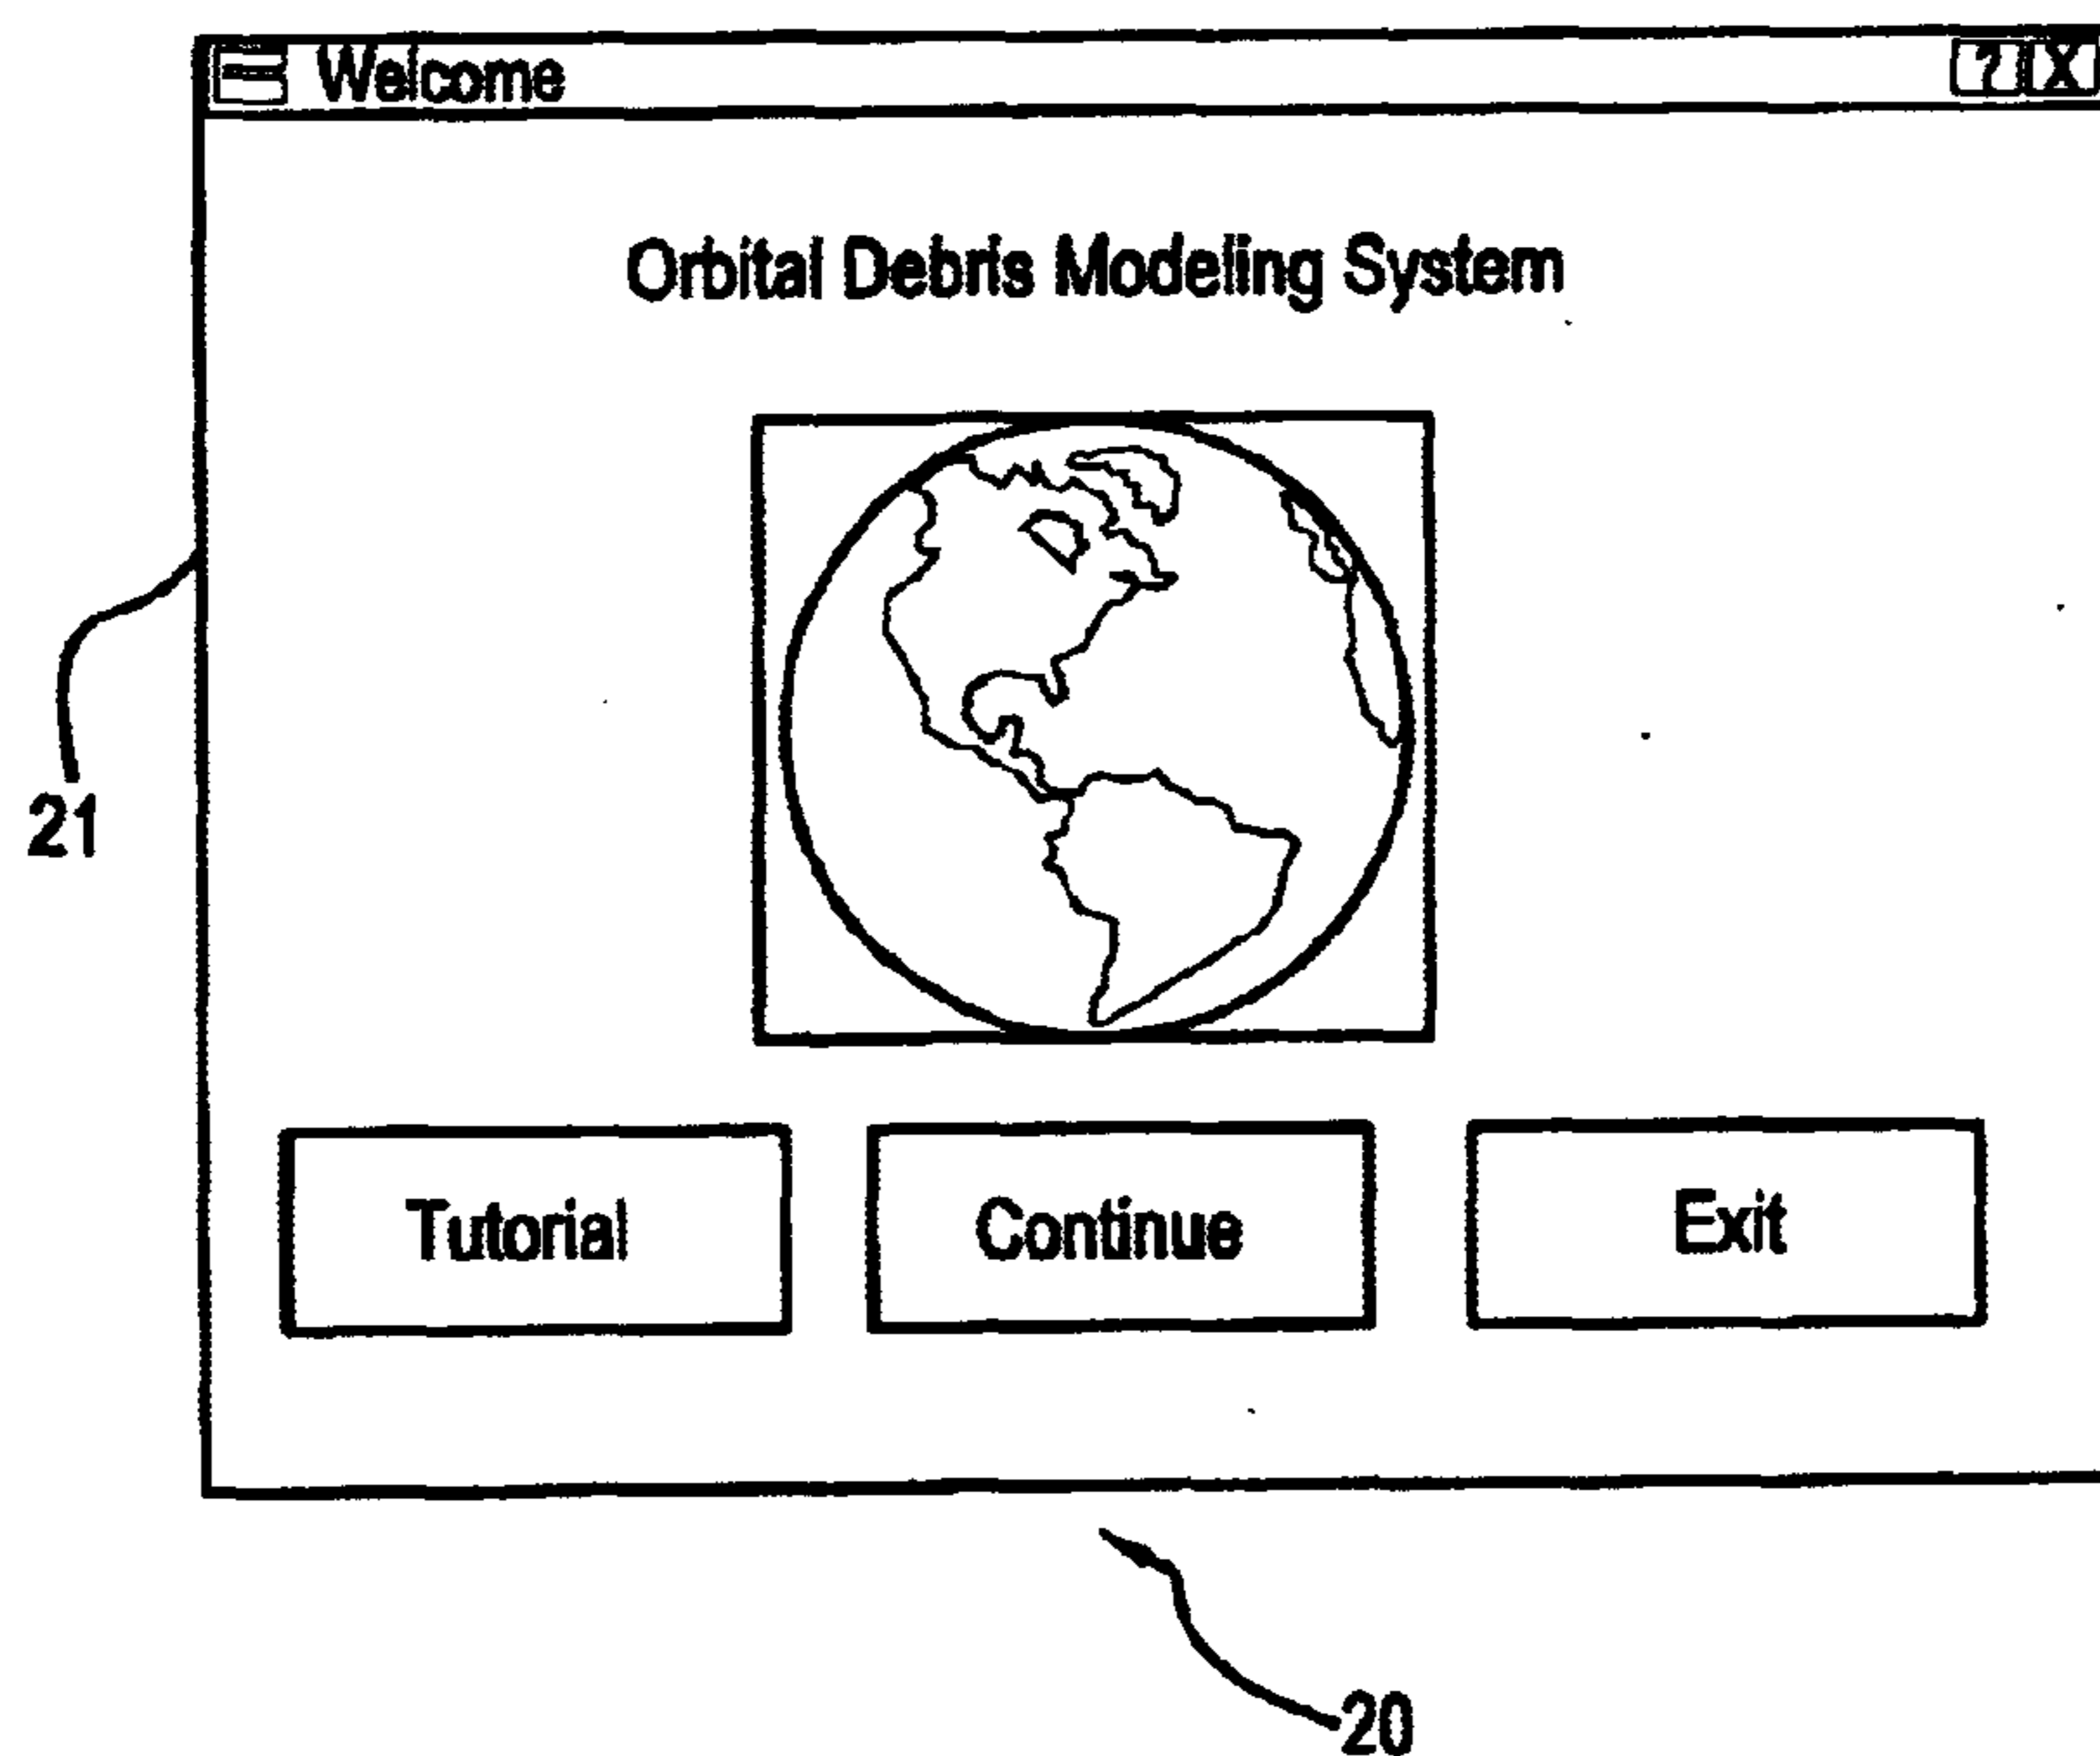 Welcome ? X
Orbital Debris Modeling System
21
Tutorial Continue Exit
20